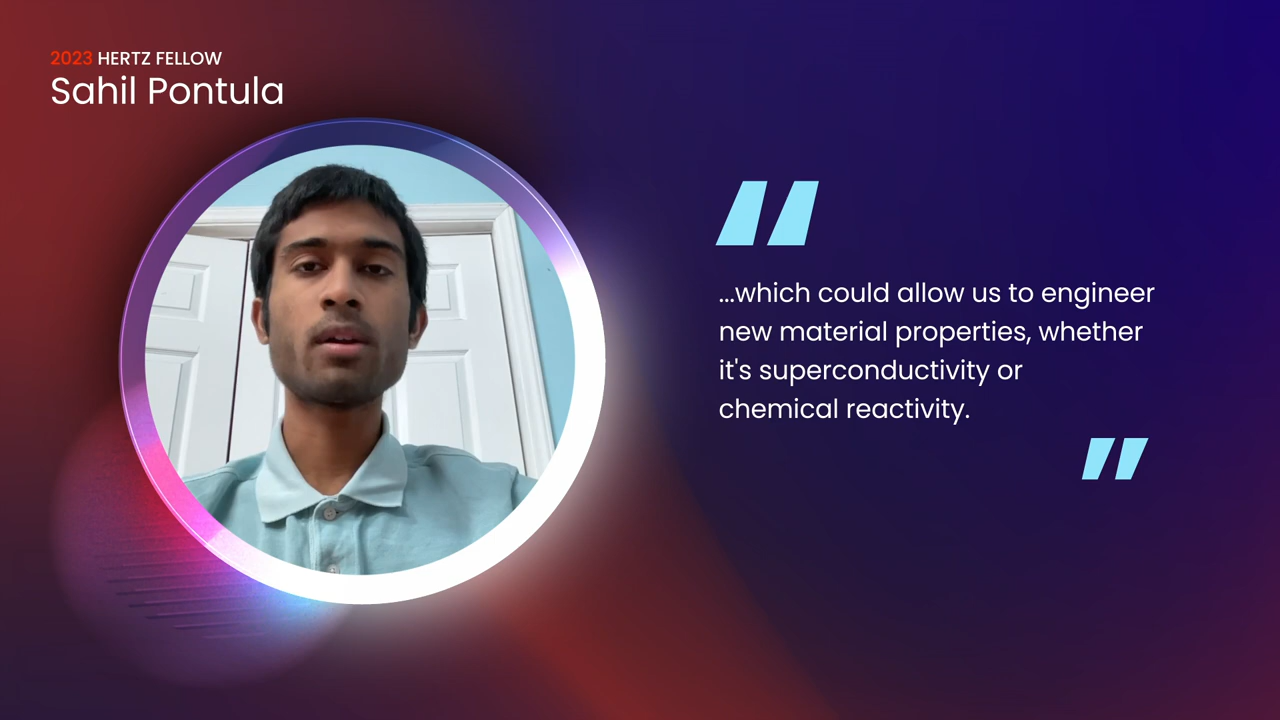 2023 HERTZ FELLOW
Sahil Pontula
...which could allow us to engineer
new material properties, whether
it's superconductivity or
chemical reactivity.